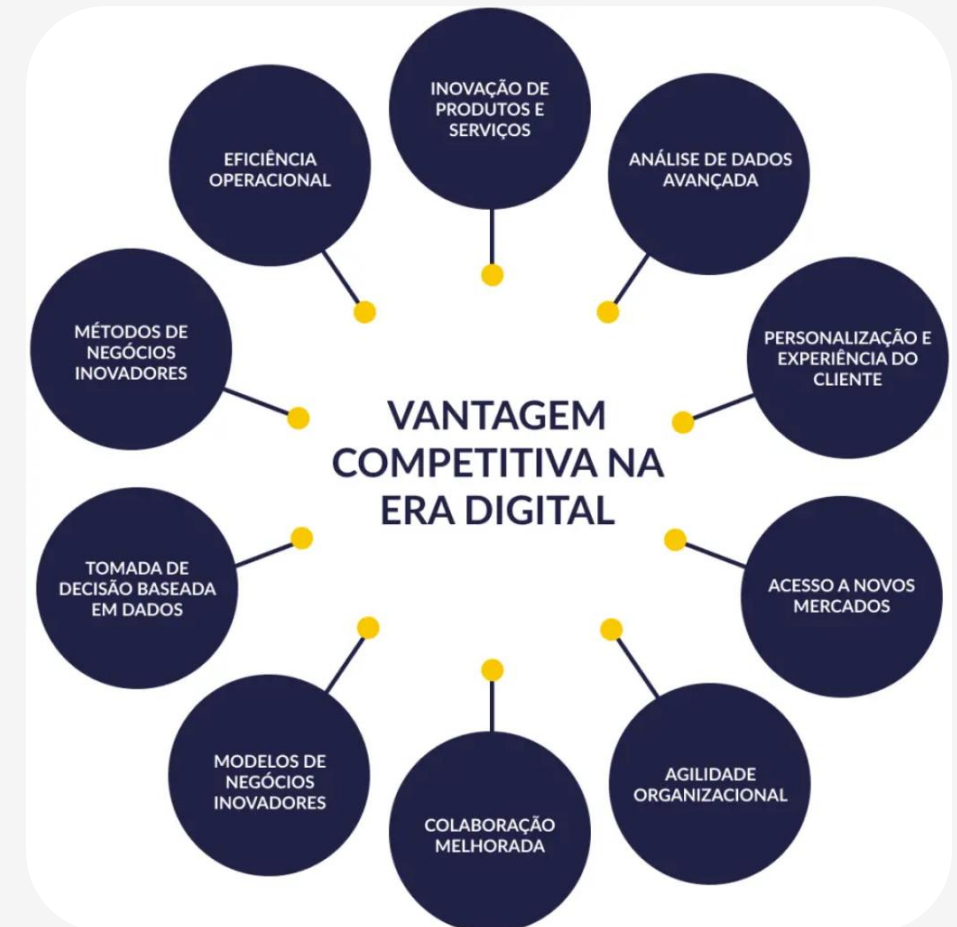 INOVAÇÃO DE
PRODUTOS E
SERVIÇOS
ANÁLISE DE DADOS
AVANÇADA
PERSONALIZAÇÃO E
EXPERIÊNCIA DO
CLIENTE
ACESSO A NOVOS
MERCADOS
AGILIDADE
ORGANIZACIONAL
COLABORAÇÃO
MELHORADA
MODELOS DE
NEGÓCIOS
INOVADORES
TOMADA DE
DECISÃO BASEADA
EM DADOS
MÉTODOS DE
NEGÓCIOS
INOVADORES
EFICIÊNCIA
OPERACIONAL
VANTAGEM
COMPETITIVA NA
ERA DIGITAL